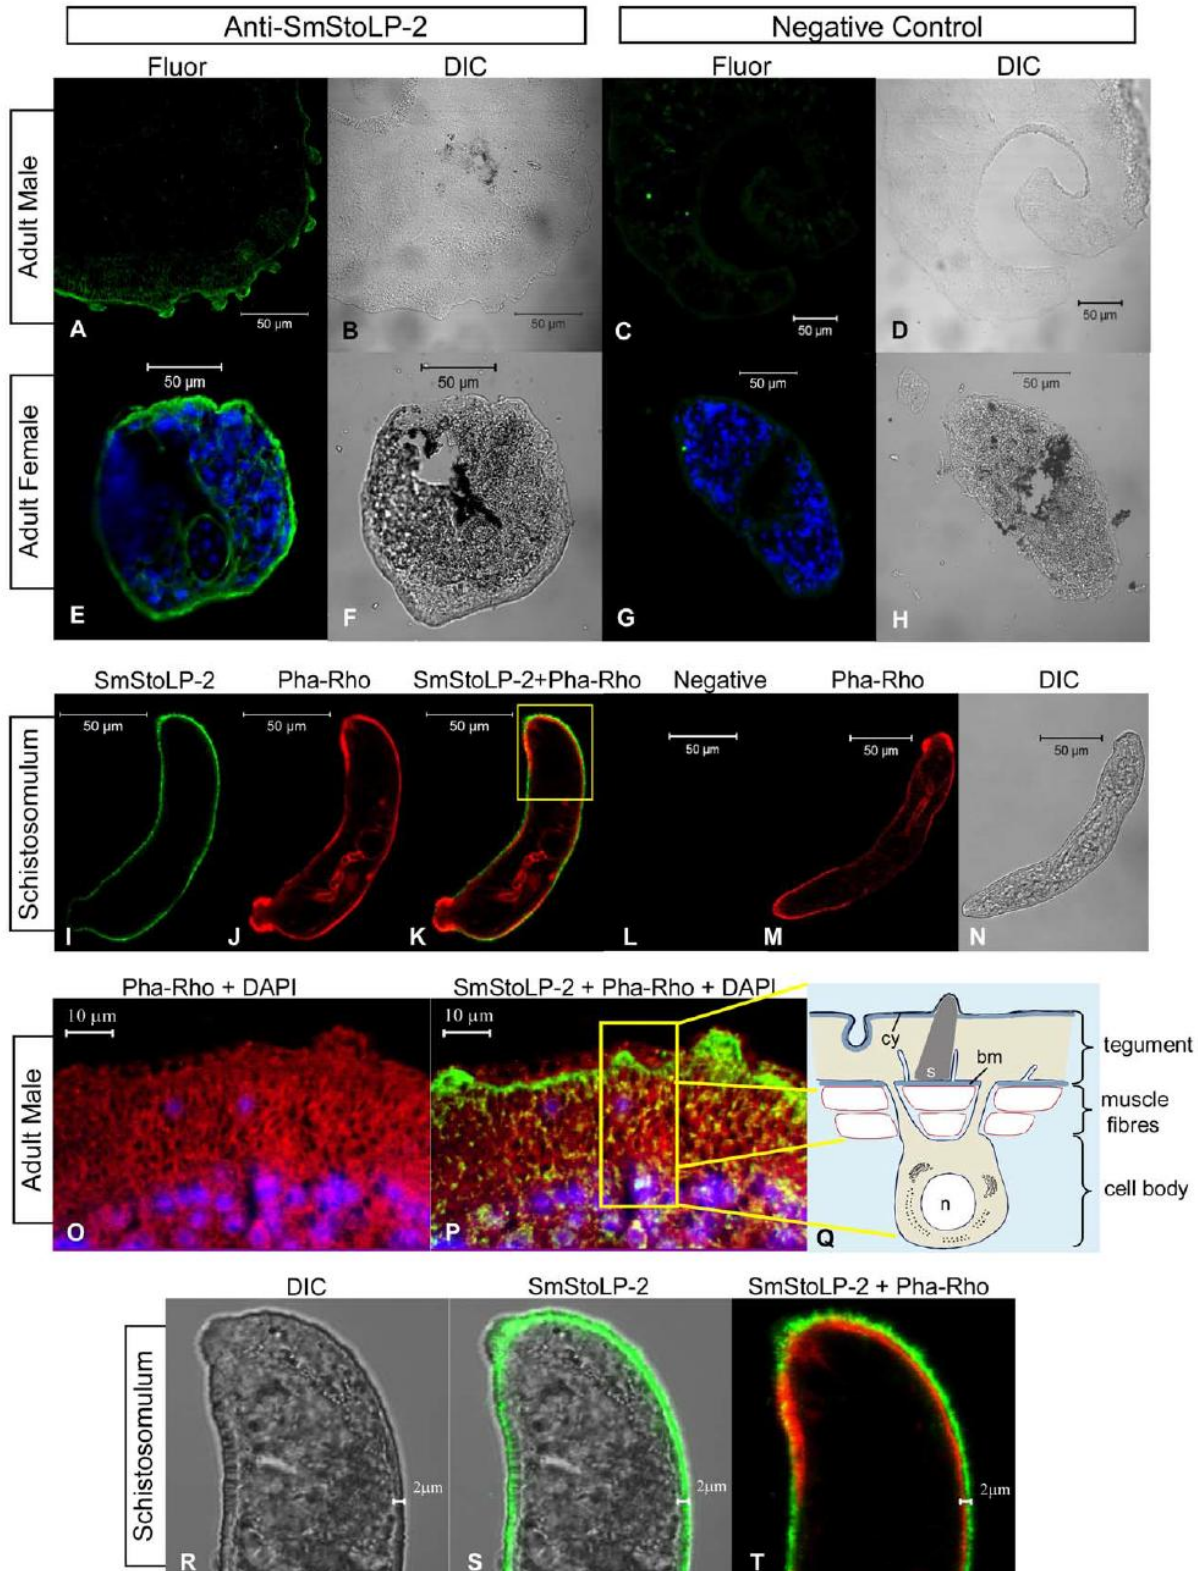 Anti-SmStoLP-2
Negative Control
Fluor
DIC
Fluor
DIC
Adult Male
50 µm
50 µm
50 µm
50 µm
A
B
C
D
Adult Female
50 µm
50 µm
50 µm
50 µm
E
F
G
H
SmStoLP-2
Pha-Rho
SmStoLP-2+Pha-Rho
Negative
Pha-Rho
DIC
Schistosomulum
50 µm
50 µm
50 µm
50 µm
50 µm
50 µm
I
J
K
L
M
N
Pha-Rho + DAPI
SmStoLP-2 + Pha-Rho + DAPI
Adult Male
10 µm
10 µm
cy
s
bm
n
tegument
muscle
fibres
cell body
O
P
Q
DIC
SmStoLP-2
SmStoLP-2 + Pha-Rho
Schistosomulum
2µm
2µm
2µm
R
S
T